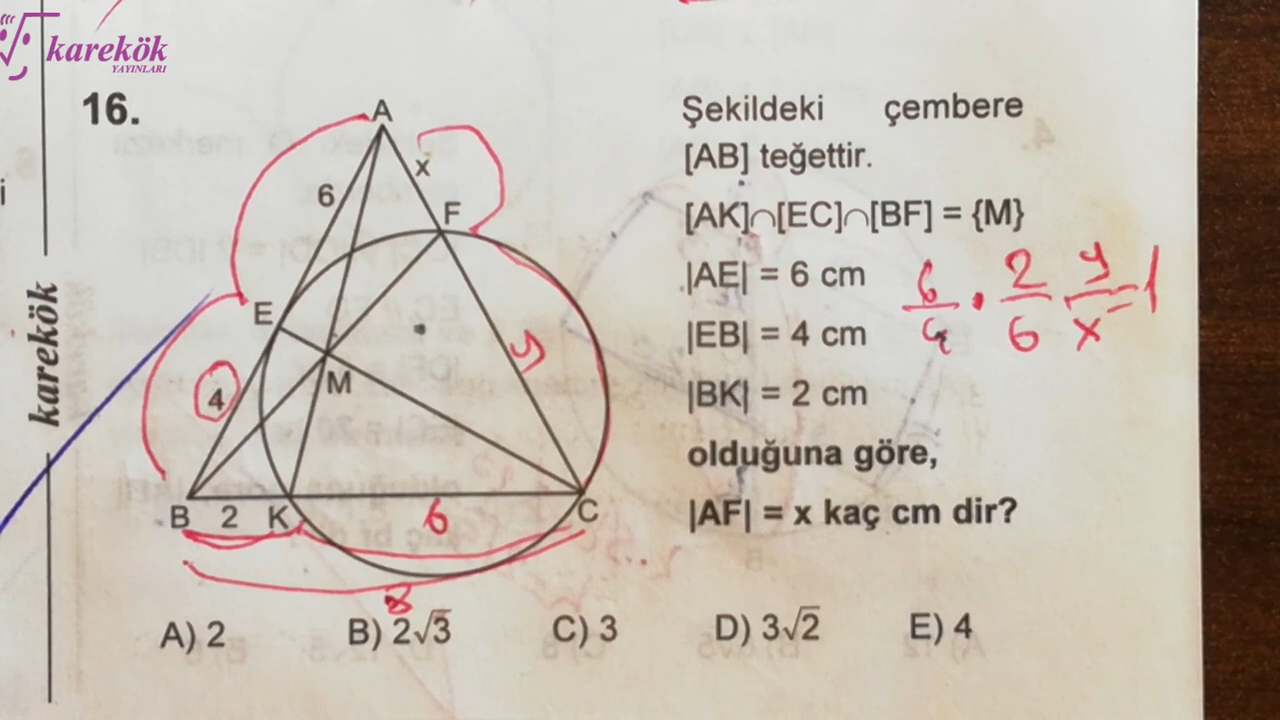 karekök
YAYINLARI
16.
Şekildeki çembere
[AB] teğettir.
[AK]∩[EC]∩[BF] = {M}
|AE| = 6 cm
|EB| = 4 cm
|BK| = 2 cm
olduğuna göre,
|AF| = x kaç cm dir?
6/4 · 2/6 · y/x = 1
A
x
6
F
E
y
M
4
B 2 K 6 C
8
karekök
A) 2 B) 2√3 C) 3 D) 3√2 E) 4